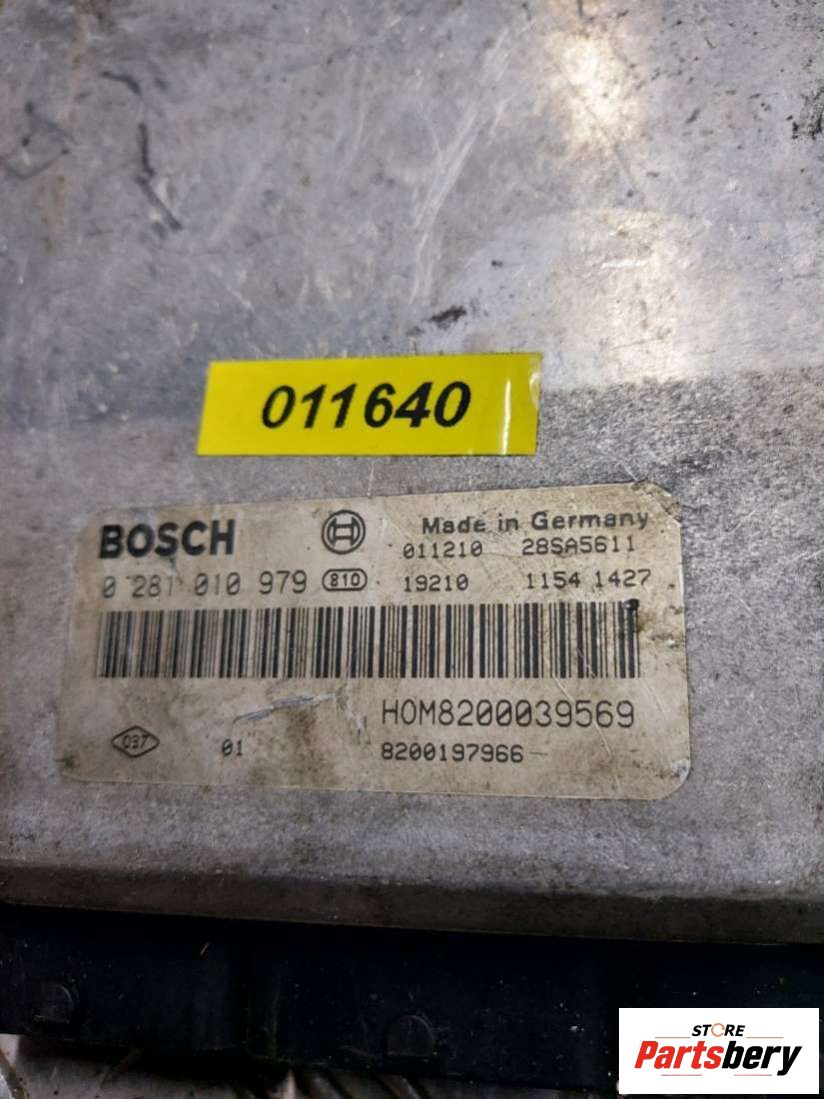 011640
BOSCH
Made in Germany
011210 28SA5611
0 281 010 979 810 19210 1154 1427
HOM8200039569
037 01 8200197966
STORE
Partsbery